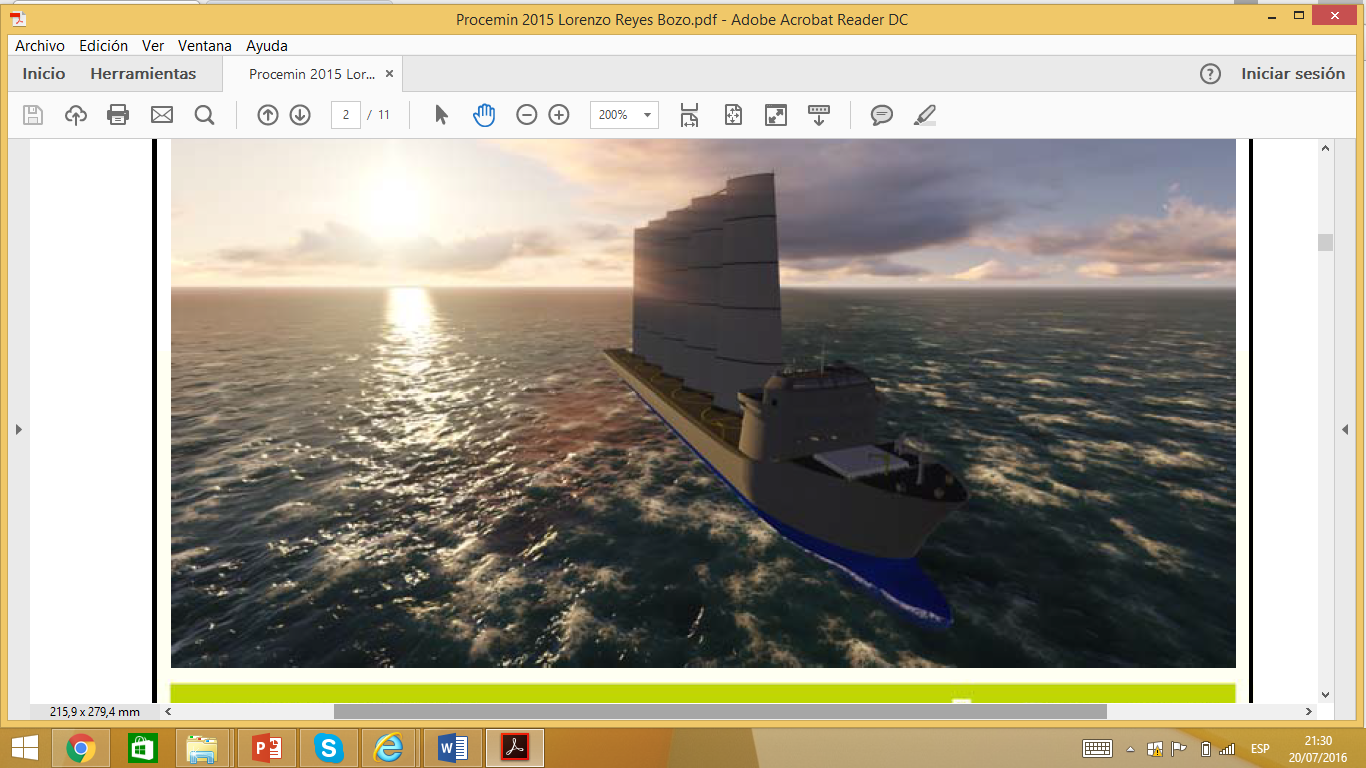 Procemin 2015 Lorenzo Reyes Bozo.pdf - Adobe Acrobat Reader DC
Archivo Edición Ver Ventana Ayuda
Inicio Herramientas Procemin 2015 Lor... × Iniciar sesión
2 / 11 200%
215,9 x 279,4 mm
ESP
21:30
20/07/2016